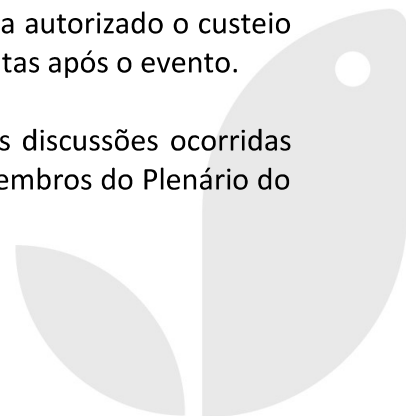 a autorizado o custeio
tas após o evento.
s discussões ocorridas
embros do Plenário do